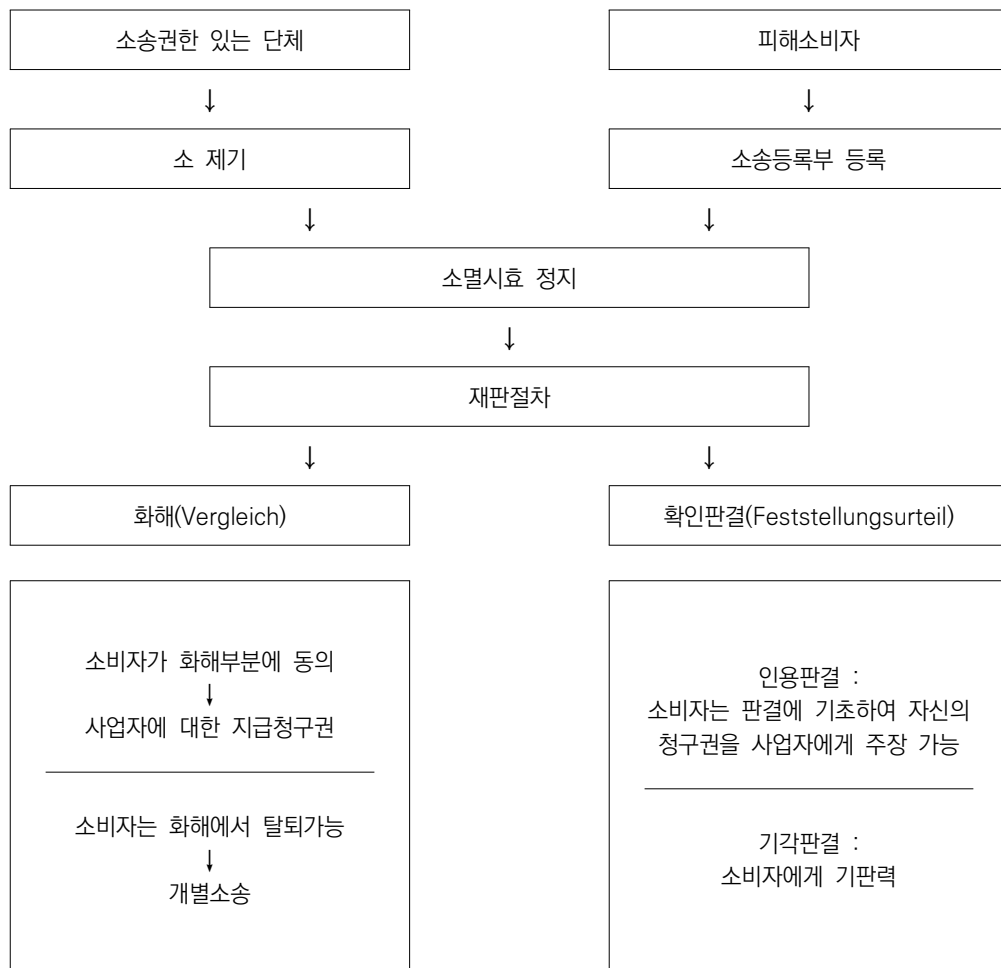 소송권한 있는 단체
피해소비자
↓
↓
소 제기
소송등록부 등록
↓
↓
소멸시효 정지
↓
재판절차
↓
↓
화해(Vergleich)
확인판결(Feststellungsurteil)
소비자가 화해부분에 동의
↓
사업자에 대한 지급청구권
소비자는 화해에서 탈퇴가능
↓
개별소송
인용판결 :
소비자는 판결에 기초하여 자신의
청구권을 사업자에게 주장 가능
기각판결 :
소비자에게 기판력